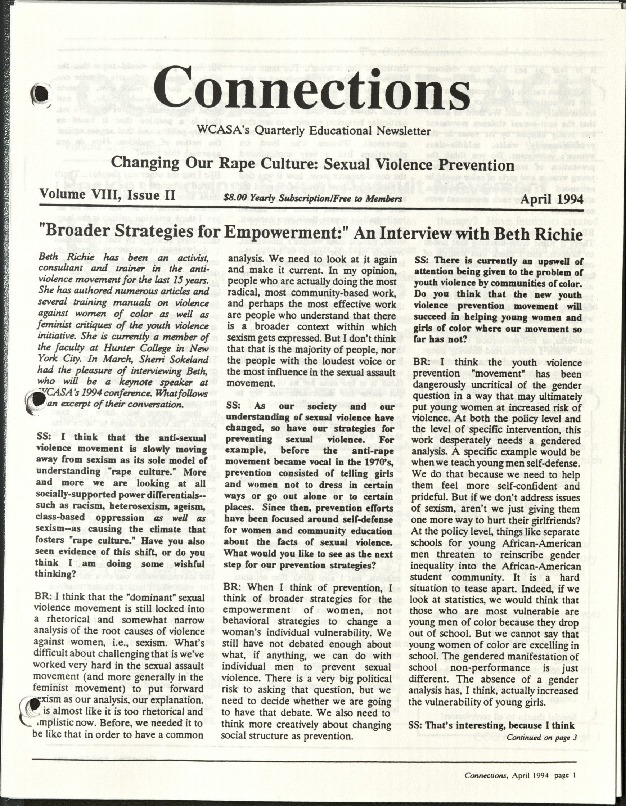 Connections
WCASA's Quarterly Educational Newsletter
Changing Our Rape Culture: Sexual Violence Prevention
Volume VIII, Issue II
$8.00 Yearly Subscription/Free to Members
April 1994
"Broader Strategies for Empowerment:" An Interview with Beth Richie
Beth Richie has been an activist,
consultant and trainer in the anti-
violence movement for the last 15 years.
She has authored numerous articles and
several training manuals on violence
against women of color as well as
feminist critiques of the youth violence
initiative. She is currently a member of
the faculty at Hunter College in New
York City. In March, Sherri Sokeland
had the pleasure of interviewing Beth,
who will be a keynote speaker at
WCASA's 1994 conference. What follows
an excerpt of their conversation.
SS: I think that the anti-sexual
violence movement is slowly moving
away from sexism as its sole model of
understanding "rape culture." More
and more we are looking at all
socially-supported power differentials--
such as racism, heterosexism, ageism,
class-based oppression as well as
sexism--as causing the climate that
fosters "rape culture." Have you also
seen evidence of this shift, or do you
think I am doing some wishful
thinking?
BR: I think that the "dominant" sexual
violence movement is still locked into
a rhetorical and somewhat narrow
analysis of the root causes of violence
against women, i.e., sexism. What's
difficult about challenging that is we've
worked very hard in the sexual assault
movement (and more generally in the
feminist movement) to put forward
exism as our analysis, our explanation.
is almost like it is too rhetorical and
implistic now. Before, we needed it to
be like that in order to have a common
analysis. We need to look at it again
and make it current. In my opinion,
people who are actually doing the most
radical, most community-based work,
and perhaps the most effective work
are people who understand that there
is a broader context within which
sexism gets expressed. But I don't think
that that is the majority of people, nor
the people with the loudest voice or
the most influence in the sexual assault
movement.
SS: As our society and our
understanding of sexual violence have
changed, so have our strategies for
preventing sexual violence. For
example, before the anti-rape
movement became vocal in the 1970's,
prevention consisted of telling girls
and women not to dress in certain
ways or go out alone or to certain
places. Since then, prevention efforts
have been focused around self-defense
for women and community education
about the facts of sexual violence.
What would you like to see as the next
step for our prevention strategies?
BR: When I think of prevention, I
think of broader strategies for the
empowerment of women, not
behavioral strategies to change a
woman's individual vulnerability. We
still have not debated enough about
what, if anything, we can do with
individual men to prevent sexual
violence. There is a very big political
risk to asking that question, but we
need to decide whether we are going
to have that debate. We also need to
think more creatively about changing
social structure as prevention.
SS: There is currently an upswell of
attention being given to the problem of
youth violence by communities of color.
Do you think that the new youth
violence prevention movement will
succeed in helping young women and
girls of color where our movement so
far has not?
BR: I think the youth violence
prevention "movement" has been
dangerously uncritical of the gender
question in a way that may ultimately
put young women at increased risk of
violence. At both the policy level and
the level of specific intervention, this
work desperately needs a gendered
analysis. A specific example would be
when we teach young men self-defense.
We do that because we need to help
them feel more self-confident and
prideful. But if we don't address issues
of sexism, aren't we just giving them
one more way to hurt their girlfriends?
At the policy level, things like separate
schools for young African-American
men threaten to reinscribe gender
inequality into the African-American
student community. It is a hard
situation to tease apart. Indeed, if we
look at statistics, we would think that
those who are most vulnerable are
young men of color because they drop
out of school. But we cannot say that
young women of color are excelling in
school. The gendered manifestation of
school non-performance is just
different. The absence of a gender
analysis has, I think, actually increased
the vulnerability of young girls.
SS: That's interesting, because I think
Continued on page 3
Connections, April 1994 page 1